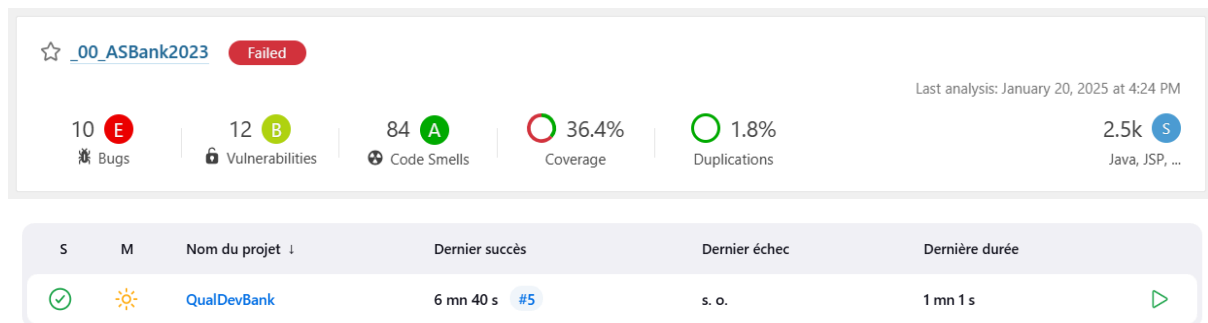 _00_ASBank2023 Failed
Last analysis: January 20, 2025 at 4:24 PM
10 E 12 B 84 A 36.4% 1.8% 2.5k S
Bugs Vulnerabilities Code Smells Coverage Duplications Java, JSP, ...
S M Nom du projet ↓ Dernier succès Dernier échec Dernière durée
QualDevBank 6 mn 40 s #5 s. o. 1 mn 1 s